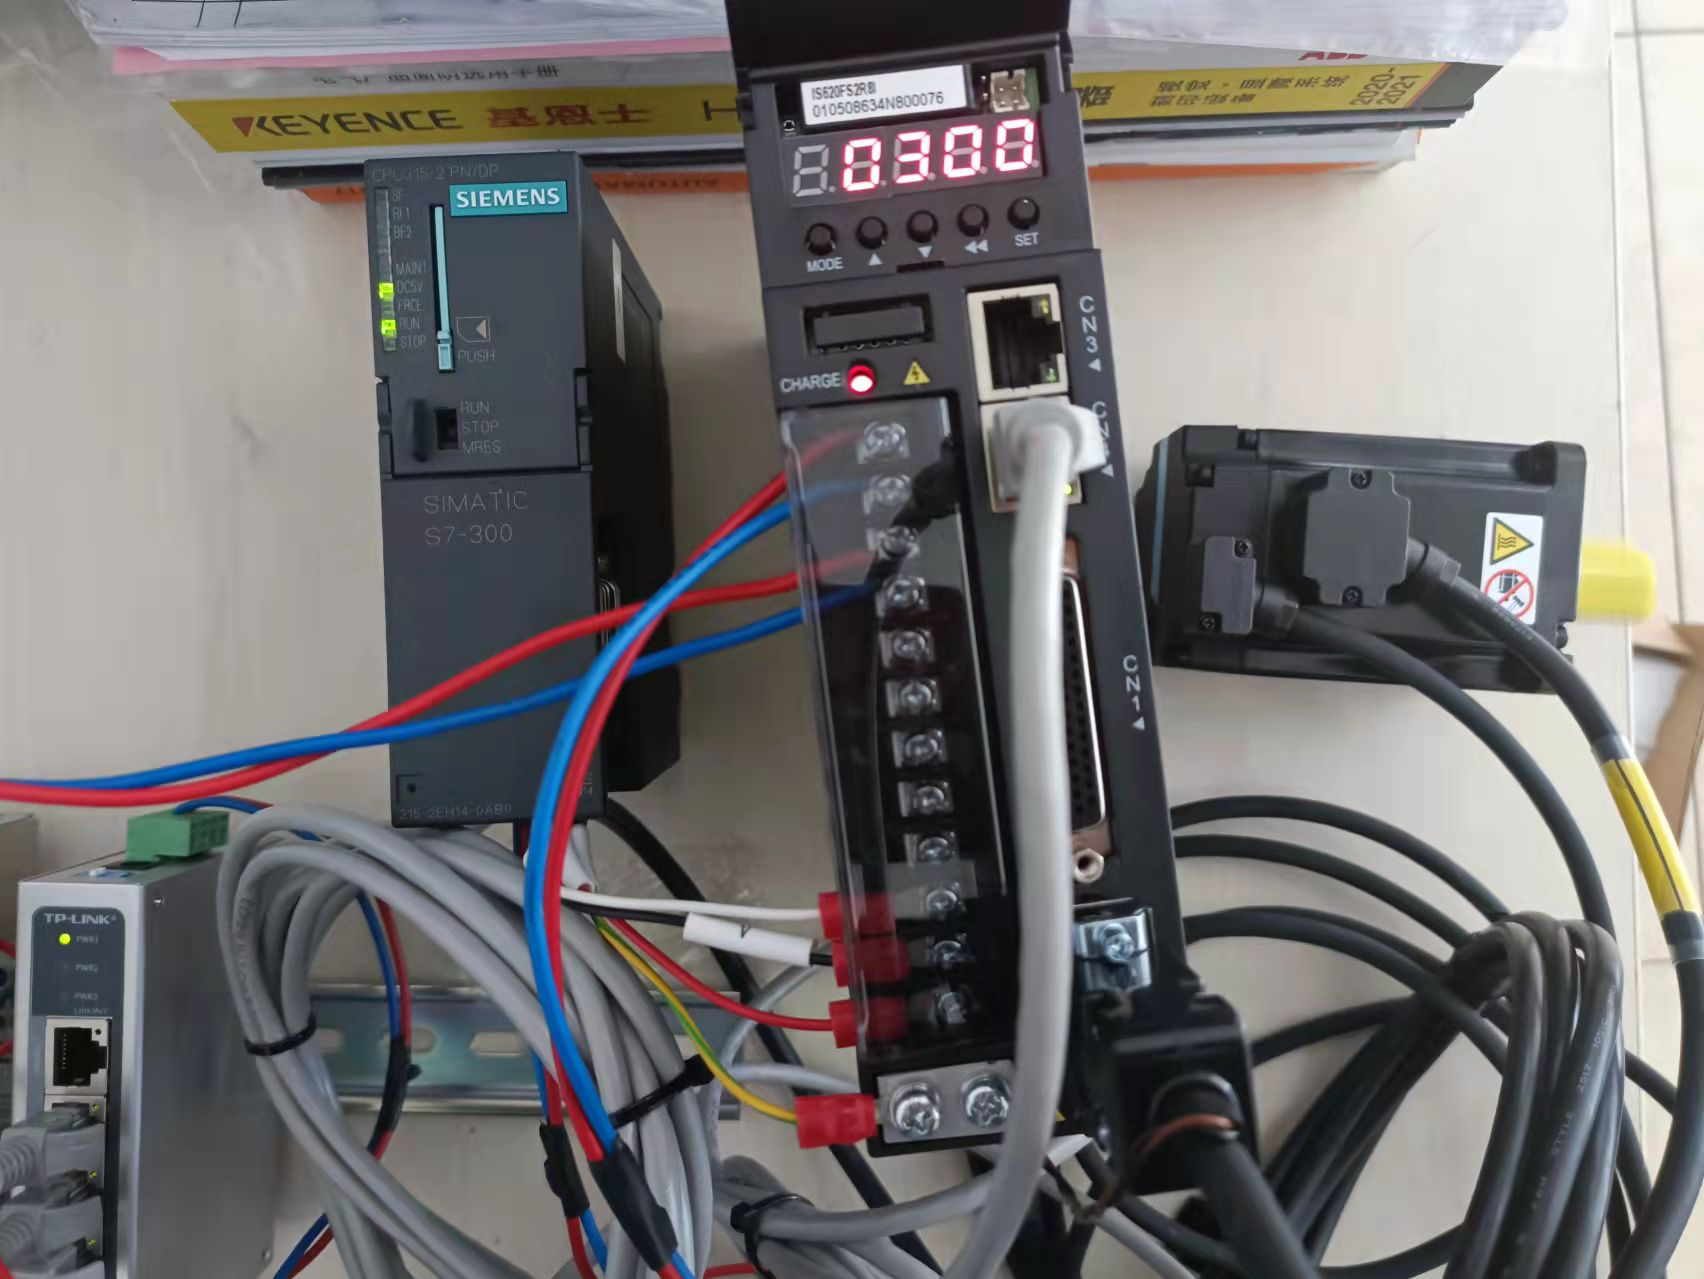 KEYENCE 基恩士
2020-
2021
IS620FS2R8I
010508634N800076
0300
MODE
SET
CN3
CHARGE
CN1
CPU315-2 PN/DP
SIEMENS
SF
BF1
BF2
MAINT
DC5V
FRCE
RUN
STOP
PUSH
RUN
STOP
MRES
SIMATIC
S7-300
315-2EH14-0AB0
TP-LINK
PWR1
PWR2
PWR3
Link/Act